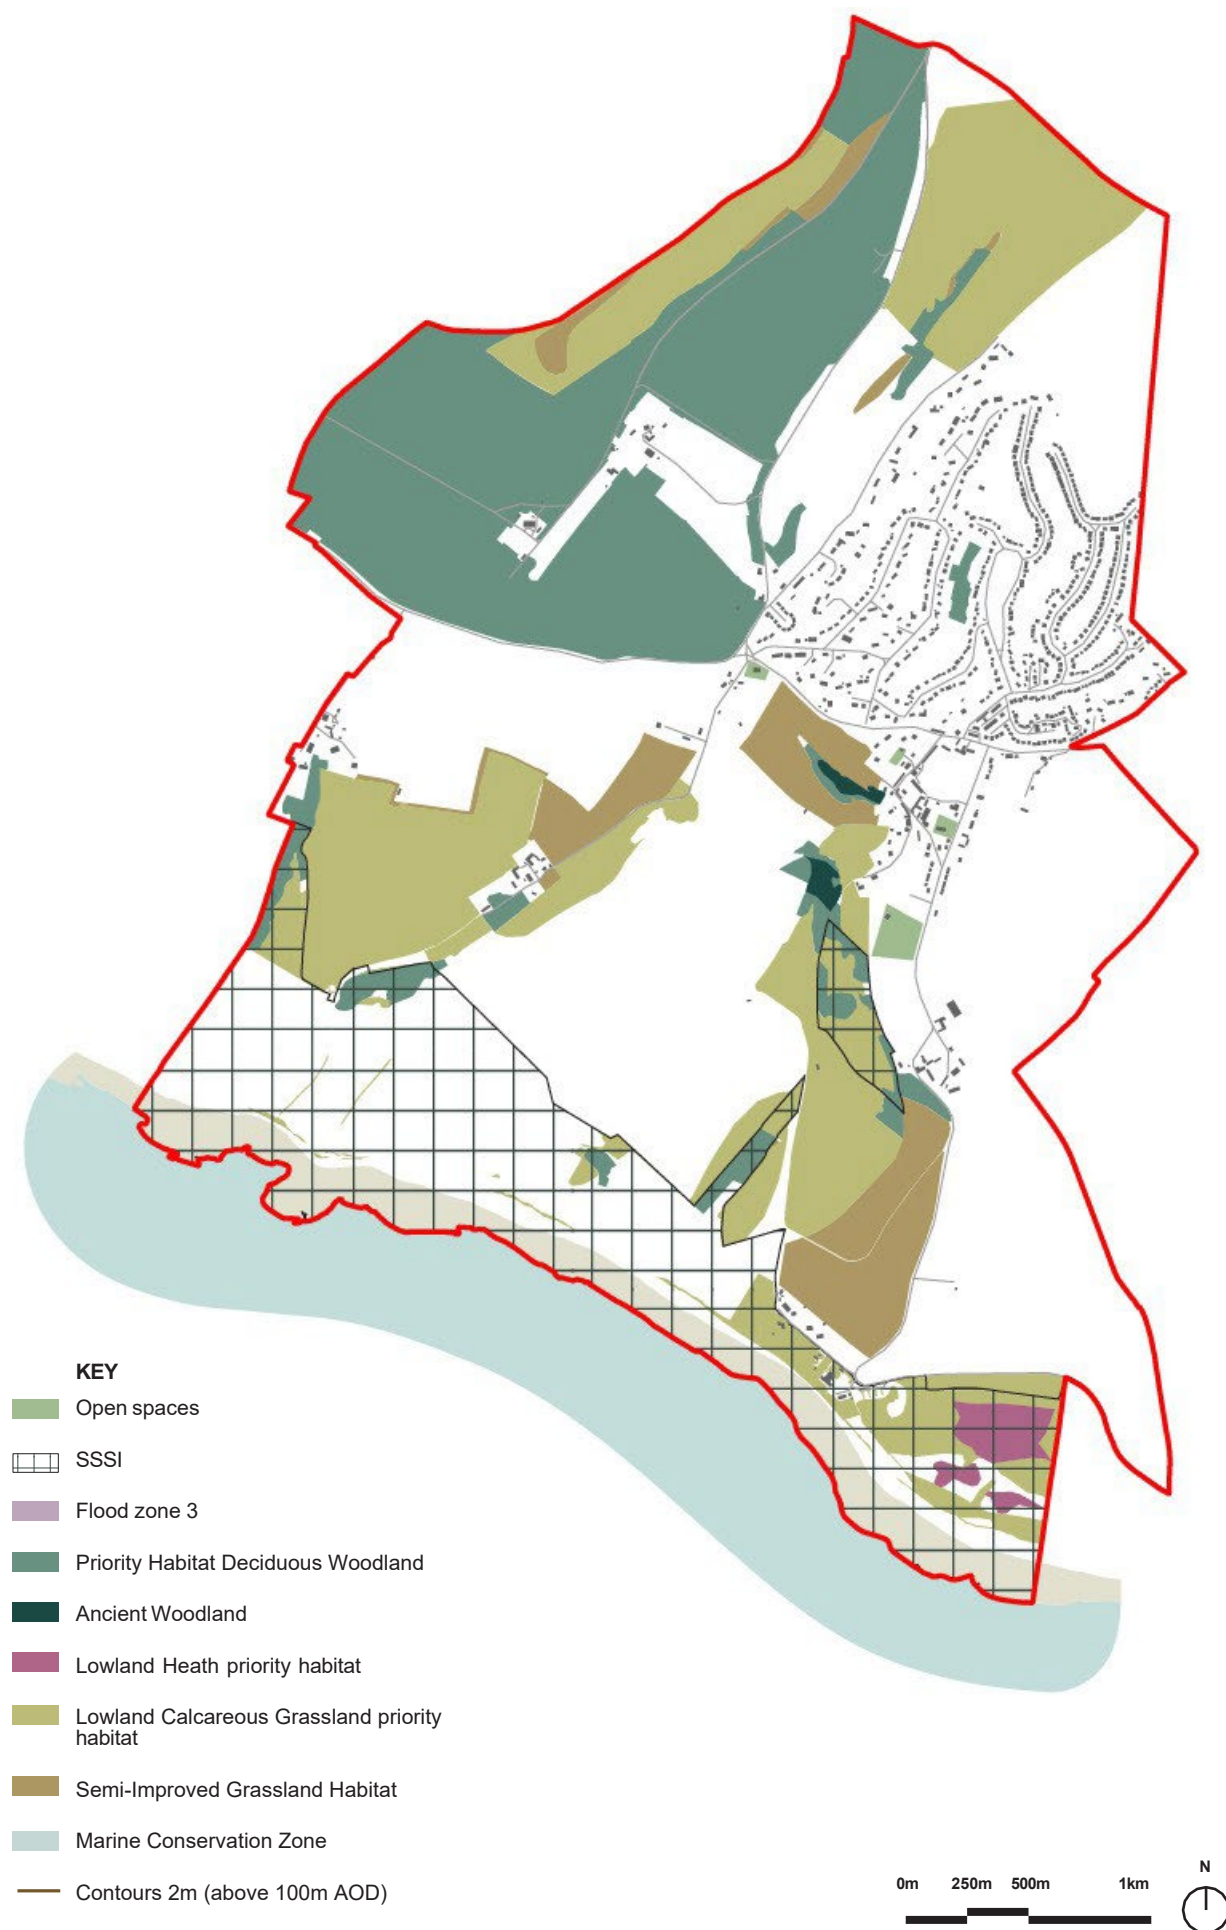 KEY
Open spaces
SSSI
Flood zone 3
Priority Habitat Deciduous Woodland
Ancient Woodland
Lowland Heath priority habitat
Lowland Calcareous Grassland priority
habitat
Semi-Improved Grassland Habitat
Marine Conservation Zone
Contours 2m (above 100m AOD)
0m 250m 500m 1km
N